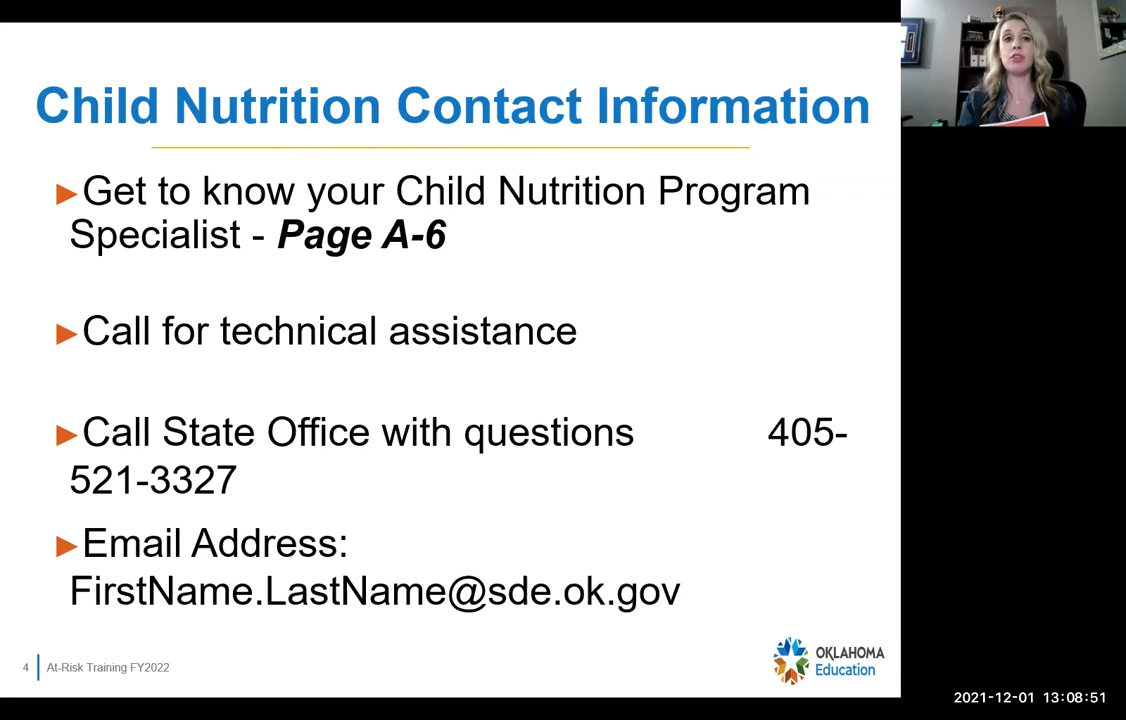 Child Nutrition Contact Information
►Get to know your Child Nutrition Program
Specialist - Page A-6
►Call for technical assistance
►Call State Office with questions 405-
521-3327
►Email Address:
FirstName.LastName@sde.ok.gov
4 At-Risk Training FY2022
OKLAHOMA
Education
2021-12-01 13:08:51